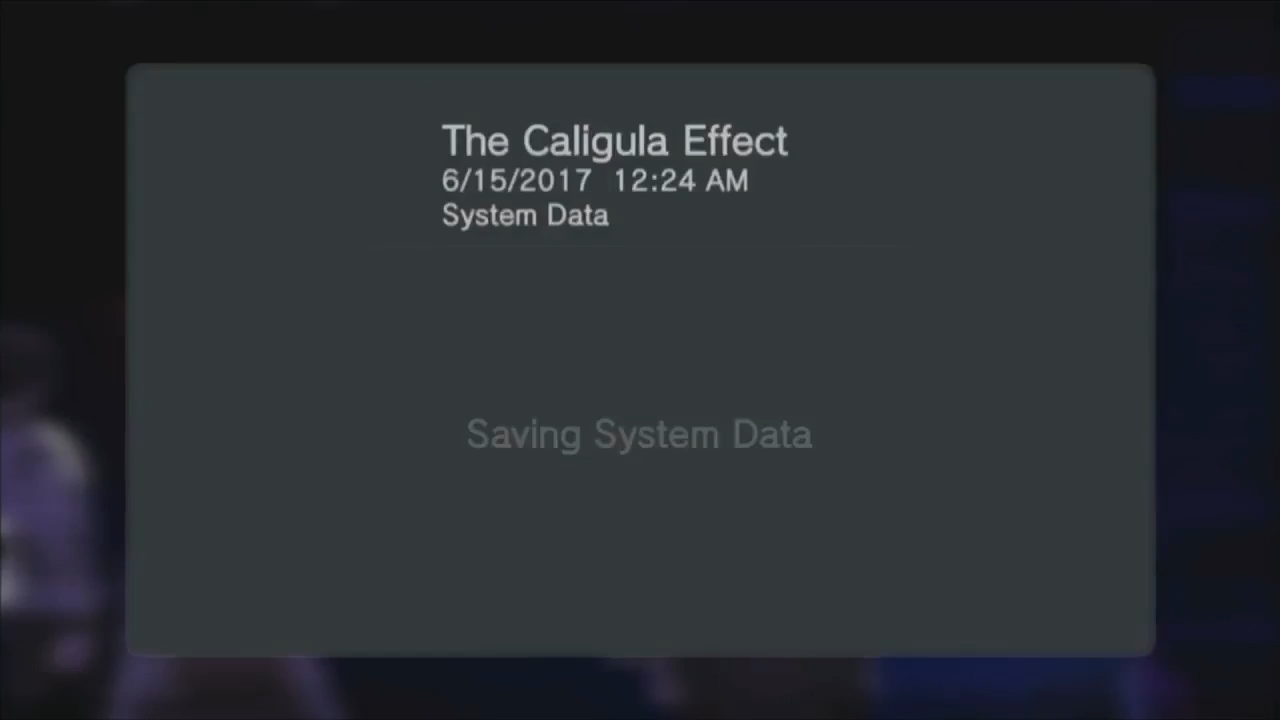 The Caligula Effect
6/15/2017 12:24 AM
System Data
Saving System Data